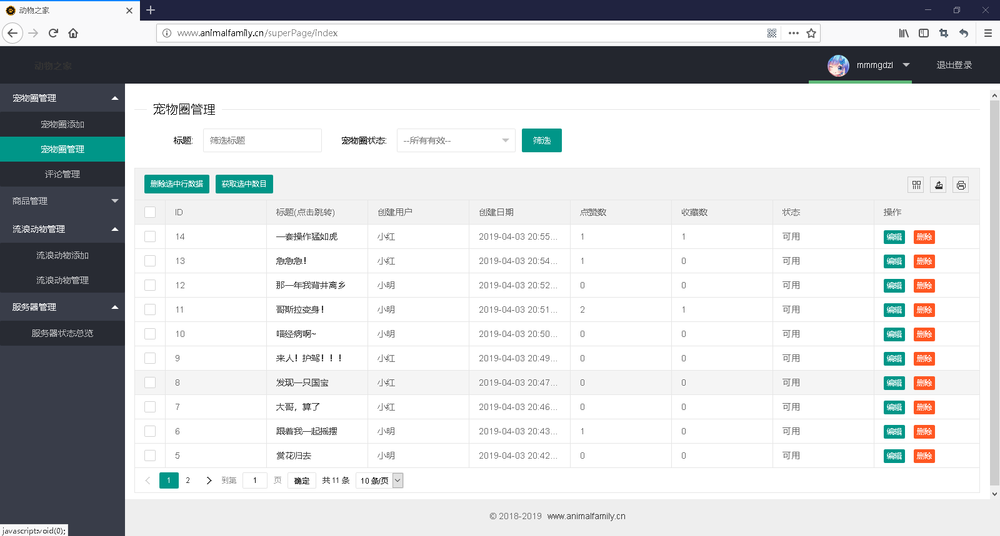 动物之家
www.animalfamily.cn/superPage/index
动物之家
mmmgdzl
退出登录
宠物圈管理
宠物圈添加
宠物圈管理
评论管理
商品管理
流浪动物管理
流浪动物添加
流浪动物管理
服务器管理
服务器状态总览
宠物圈管理
标题: 筛选标题 宠物圈状态: --所有有效-- 筛选
删除选中行数据 获取选中数目
ID 标题(点击跳转) 创建用户 创建日期 点赞数 收藏数 状态 操作
14 一套操作猛如虎 小红 2019-04-03 20:55... 1 1 可用 编辑 删除
13 急急急! 小红 2019-04-03 20:54... 1 0 可用 编辑 删除
12 那一年我背井离乡 小明 2019-04-03 20:52... 0 0 可用 编辑 删除
11 哥斯拉变身! 小明 2019-04-03 20:51... 2 1 可用 编辑 删除
10 喵经病啊~ 小明 2019-04-03 20:50... 0 0 可用 编辑 删除
9 来人！护驾！！！ 小红 2019-04-03 20:49... 0 0 可用 编辑 删除
8 发现一只国宝 小红 2019-04-03 20:47... 0 0 可用 编辑 删除
7 大哥，算了 小红 2019-04-03 20:46... 0 0 可用 编辑 删除
6 跟着我一起摇摆 小明 2019-04-03 20:43... 1 0 可用 编辑 删除
5 赏花归去 小明 2019-04-03 20:42... 0 0 可用 编辑 删除
1 2 到第 1 页 确定 共 11 条 10 条/页
© 2018-2019 www.animalfamily.cn
javascript:void(0);